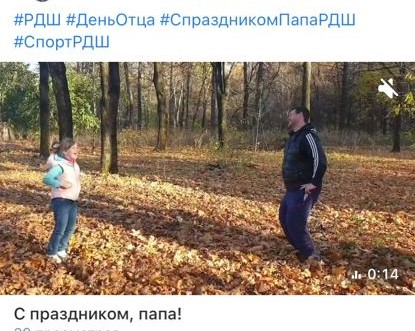 #РДШ #ДеньОтца #СпраздникомПапаРДШ
#СпортРДШ
0:14
С праздником, папа!